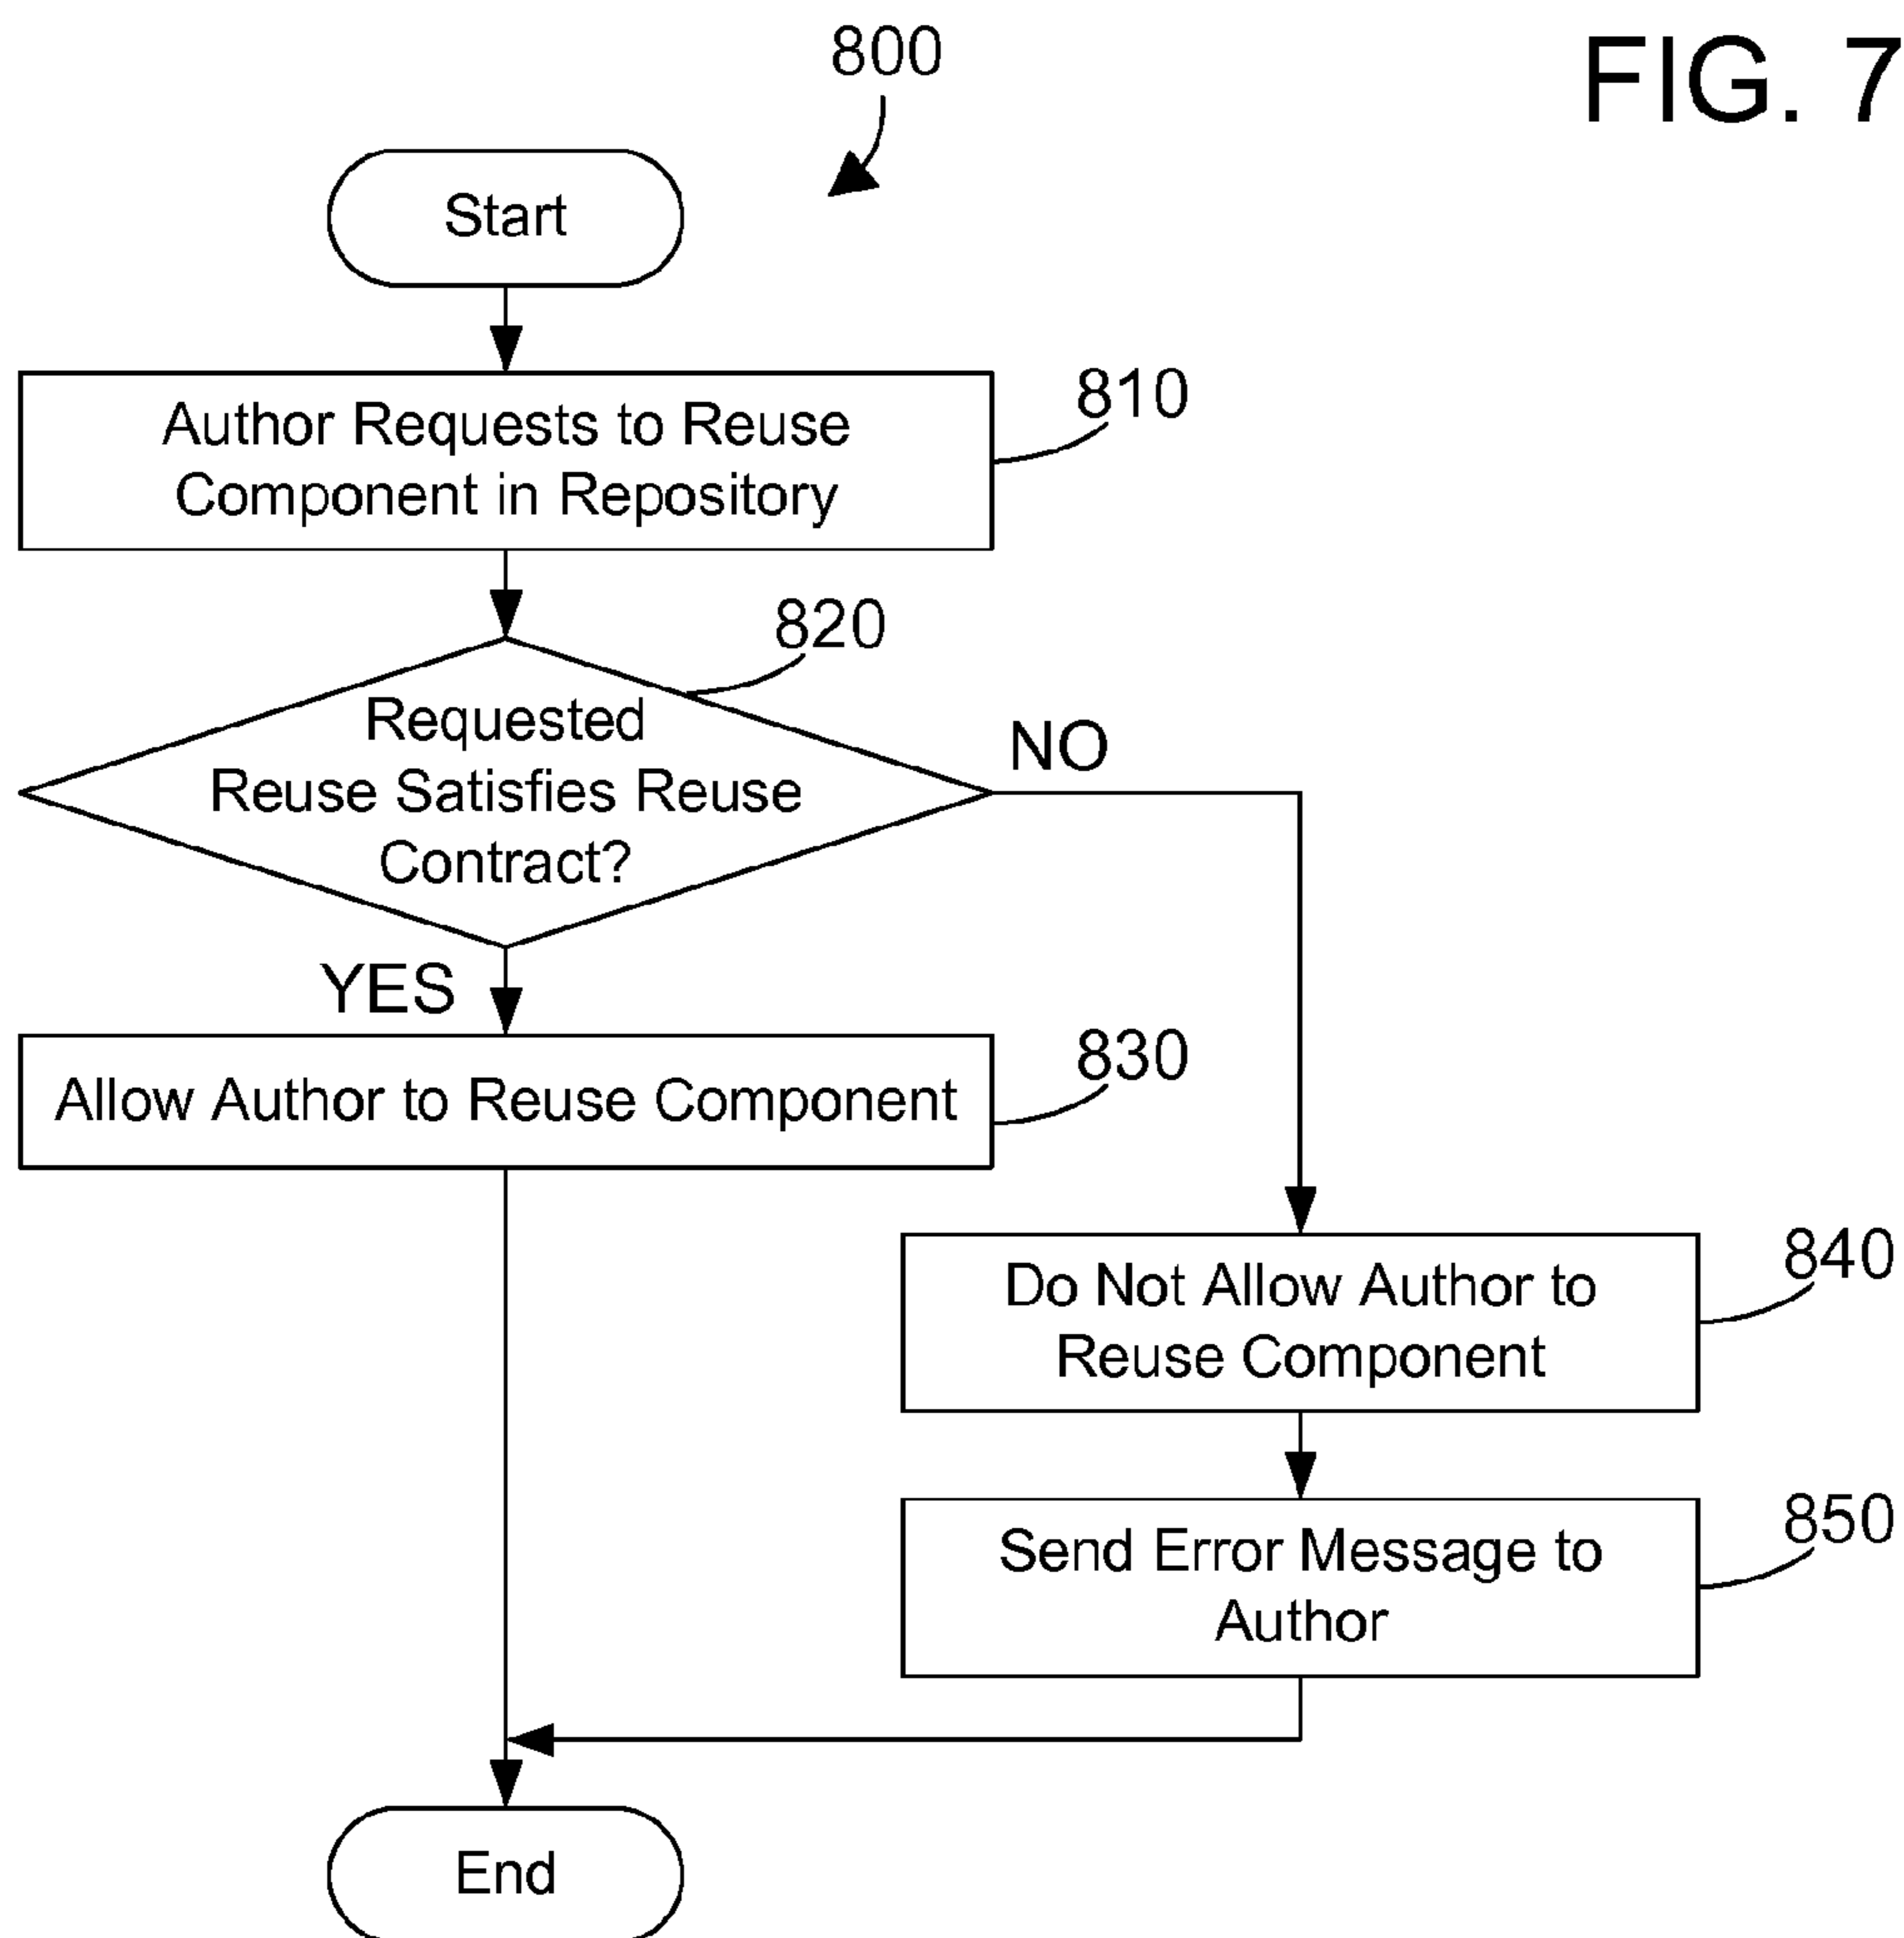 800
FIG. 7
Start
Author Requests to Reuse
Component in Repository
810
820
Requested
Reuse Satisfies Reuse
Contract?
NO
YES
Allow Author to Reuse Component
830
Do Not Allow Author to
Reuse Component
840
Send Error Message to
Author
850
End